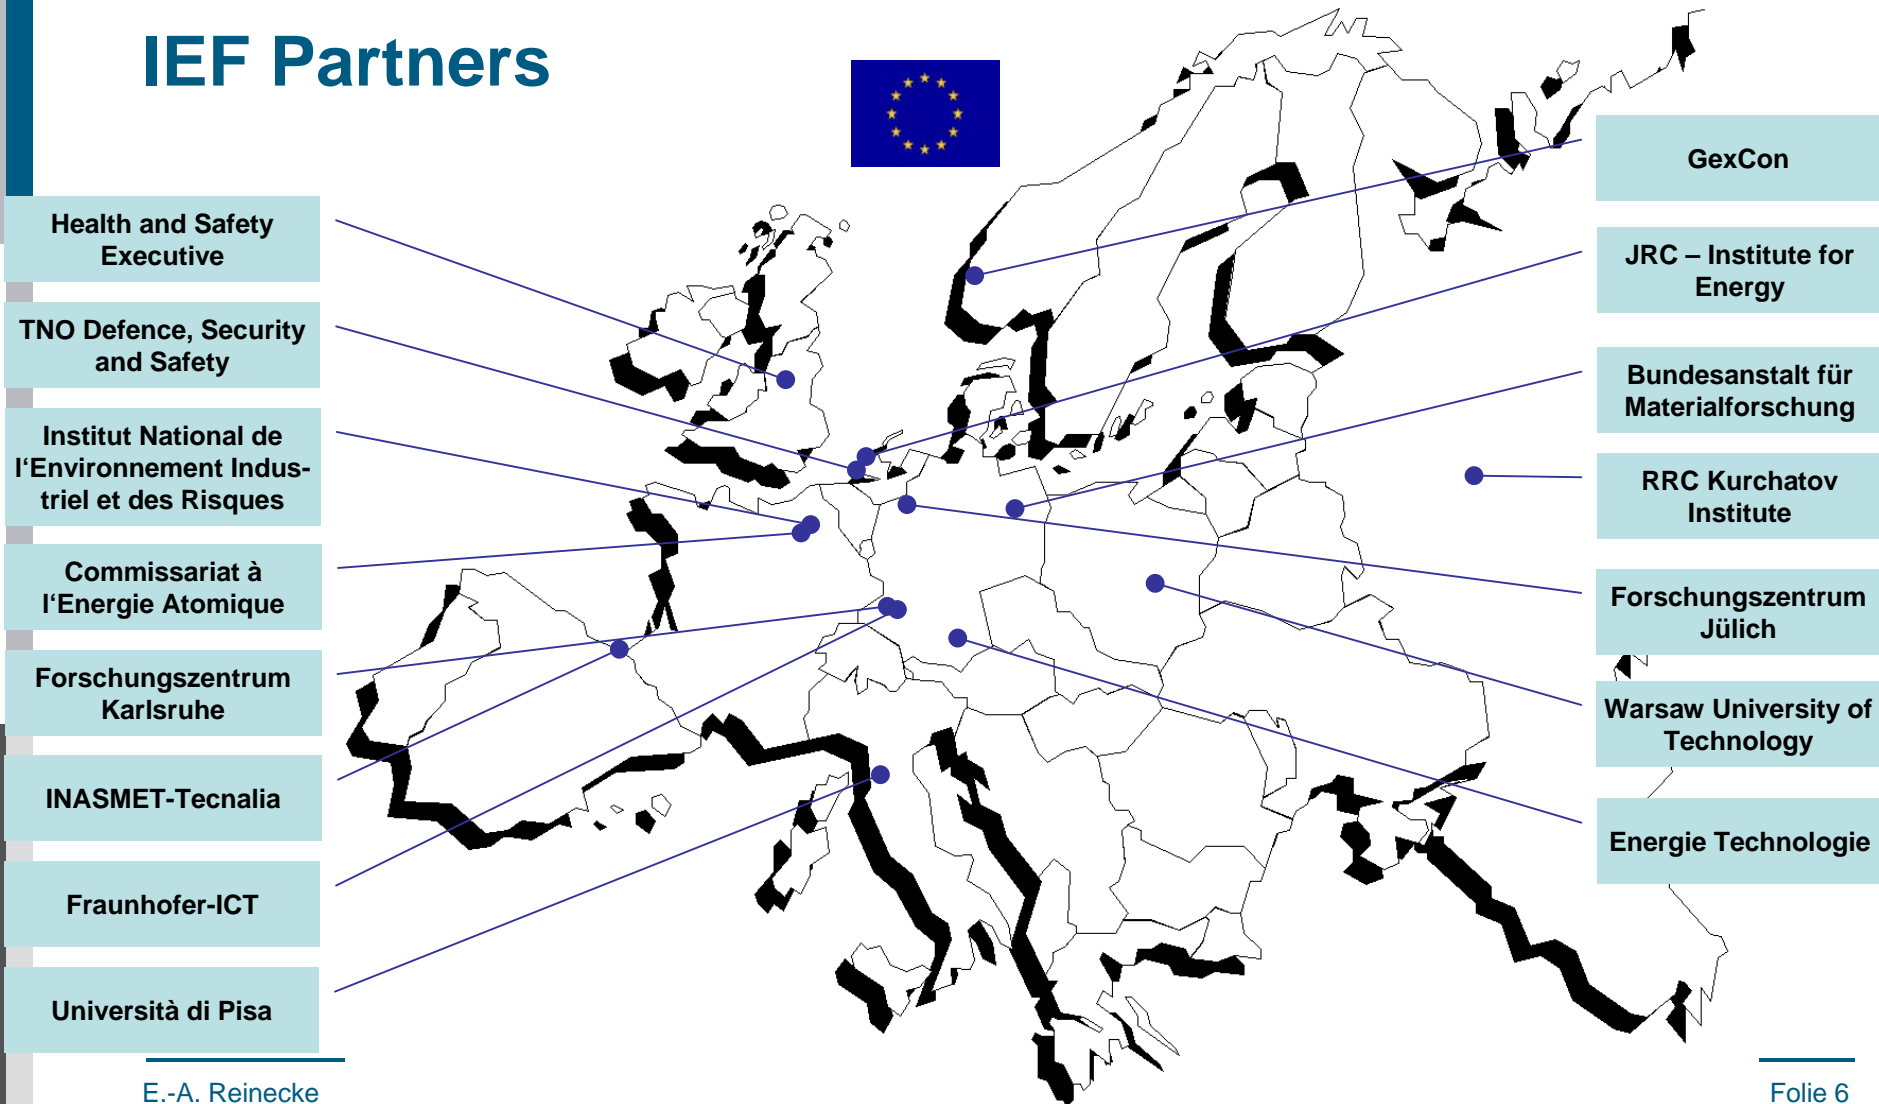 IEF Partners
Health and Safety
Executive
TNO Defence, Security
and Safety
Institut National de
l‘Environnement Indus-
triel et des Risques
Commissariat à
l‘Energie Atomique
Forschungszentrum
Karlsruhe
INASMET-Tecnalia
Fraunhofer-ICT
Università di Pisa
GexCon
JRC – Institute for
Energy
Bundesanstalt für
Materialforschung
RRC Kurchatov
Institute
Forschungszentrum
Jülich
Warsaw University of
Technology
Energie Technologie
E.-A. Reinecke
Folie 6